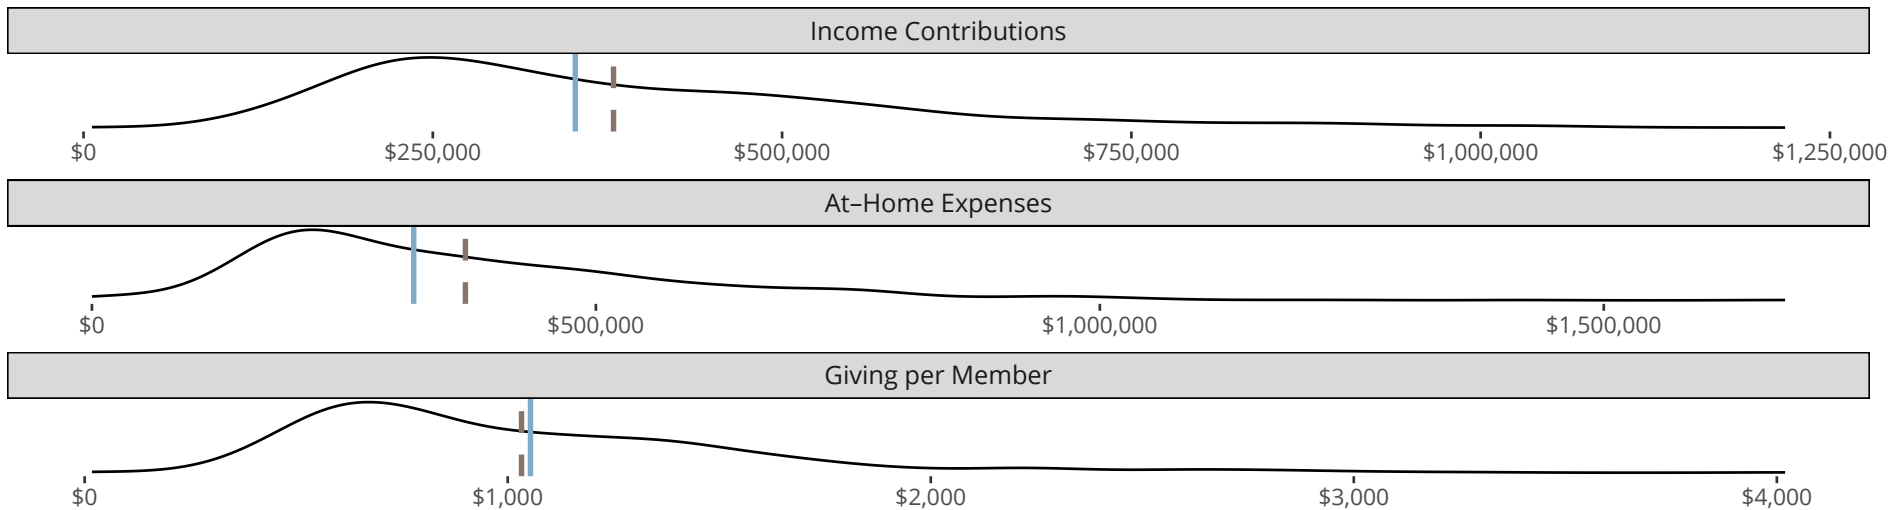 Income Contributions
$0 $250,000 $500,000 $750,000 $1,000,000 $1,250,000
At–Home Expenses
$0 $500,000 $1,000,000 $1,500,000
Giving per Member
$0 $1,000 $2,000 $3,000 $4,000